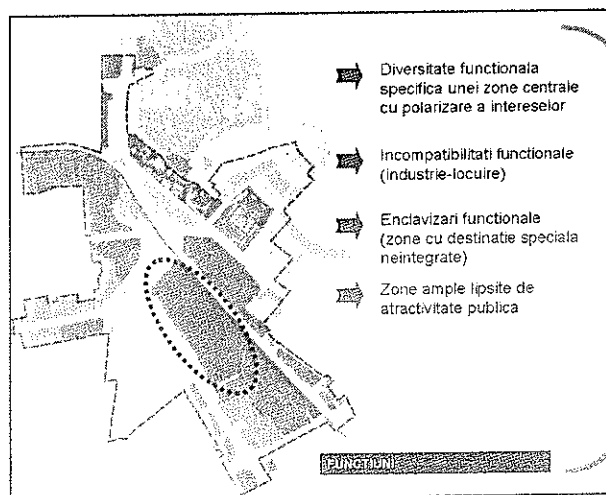 Diversitate functionala
specifica unei zone centrale
cu polarizare a intereselor
Incompatibilitati functionale
(industrie-locuire)
Enclavizari functionale
(zone cu destinatie speciala
neintegrate)
Zone ample lipsite de
atractivitate publica
FUNCTIUNI